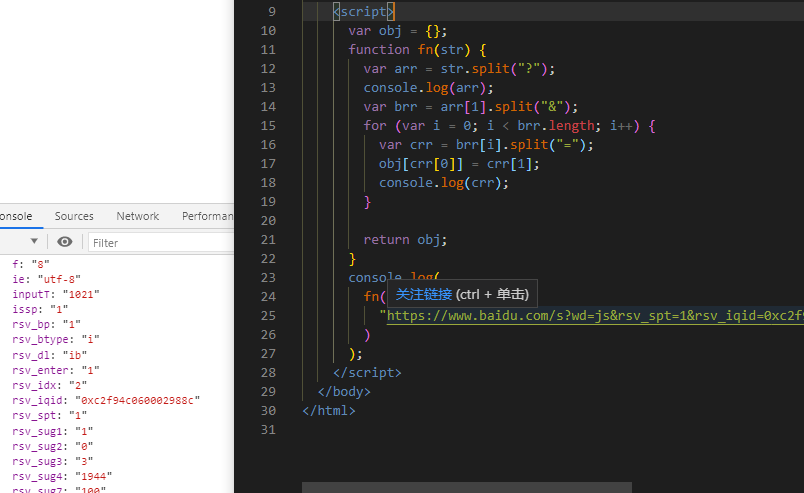 onsole Sources Network Performan
Filter
f: "8"
ie: "utf-8"
inputT: "1021"
issp: "1"
rsv_bp: "1"
rsv_btype: "i"
rsv_dl: "ib"
rsv_enter: "1"
rsv_idx: "2"
rsv_iqid: "0xc2f94c060002988c"
rsv_spt: "1"
rsv_sug1: "1"
rsv_sug2: "0"
rsv_sug3: "3"
rsv_sug4: "1944"
rsv_sug7: "100"
9 <script>
10 var obj = {};
11 function fn(str) {
12 var arr = str.split("?");
13 console.log(arr);
14 var brr = arr[1].split("&");
15 for (var i = 0; i < brr.length; i++) {
16 var crr = brr[i].split("=");
17 obj[crr[0]] = crr[1];
18 console.log(crr);
19 }
20
21 return obj;
22 }
23 console.log(
关注链接 (ctrl + 单击)
24 fn(
25 "https://www.baidu.com/s?wd=js&rsv_spt=1&rsv_iqid=0xc2f9
26 )
27 );
28 </script>
29 </body>
30 </html>
31